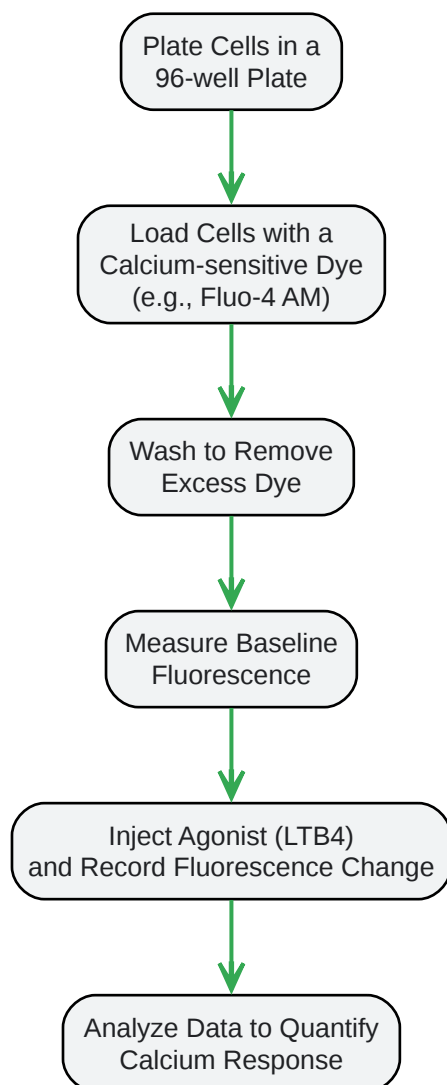 Plate Cells in a
96-well Plate
Load Cells with a
Calcium-sensitive Dye
(e.g., Fluo-4 AM)
Wash to Remove
Excess Dye
Measure Baseline
Fluorescence
Inject Agonist (LTB4)
and Record Fluorescence Change
Analyze Data to Quantify
Calcium Response